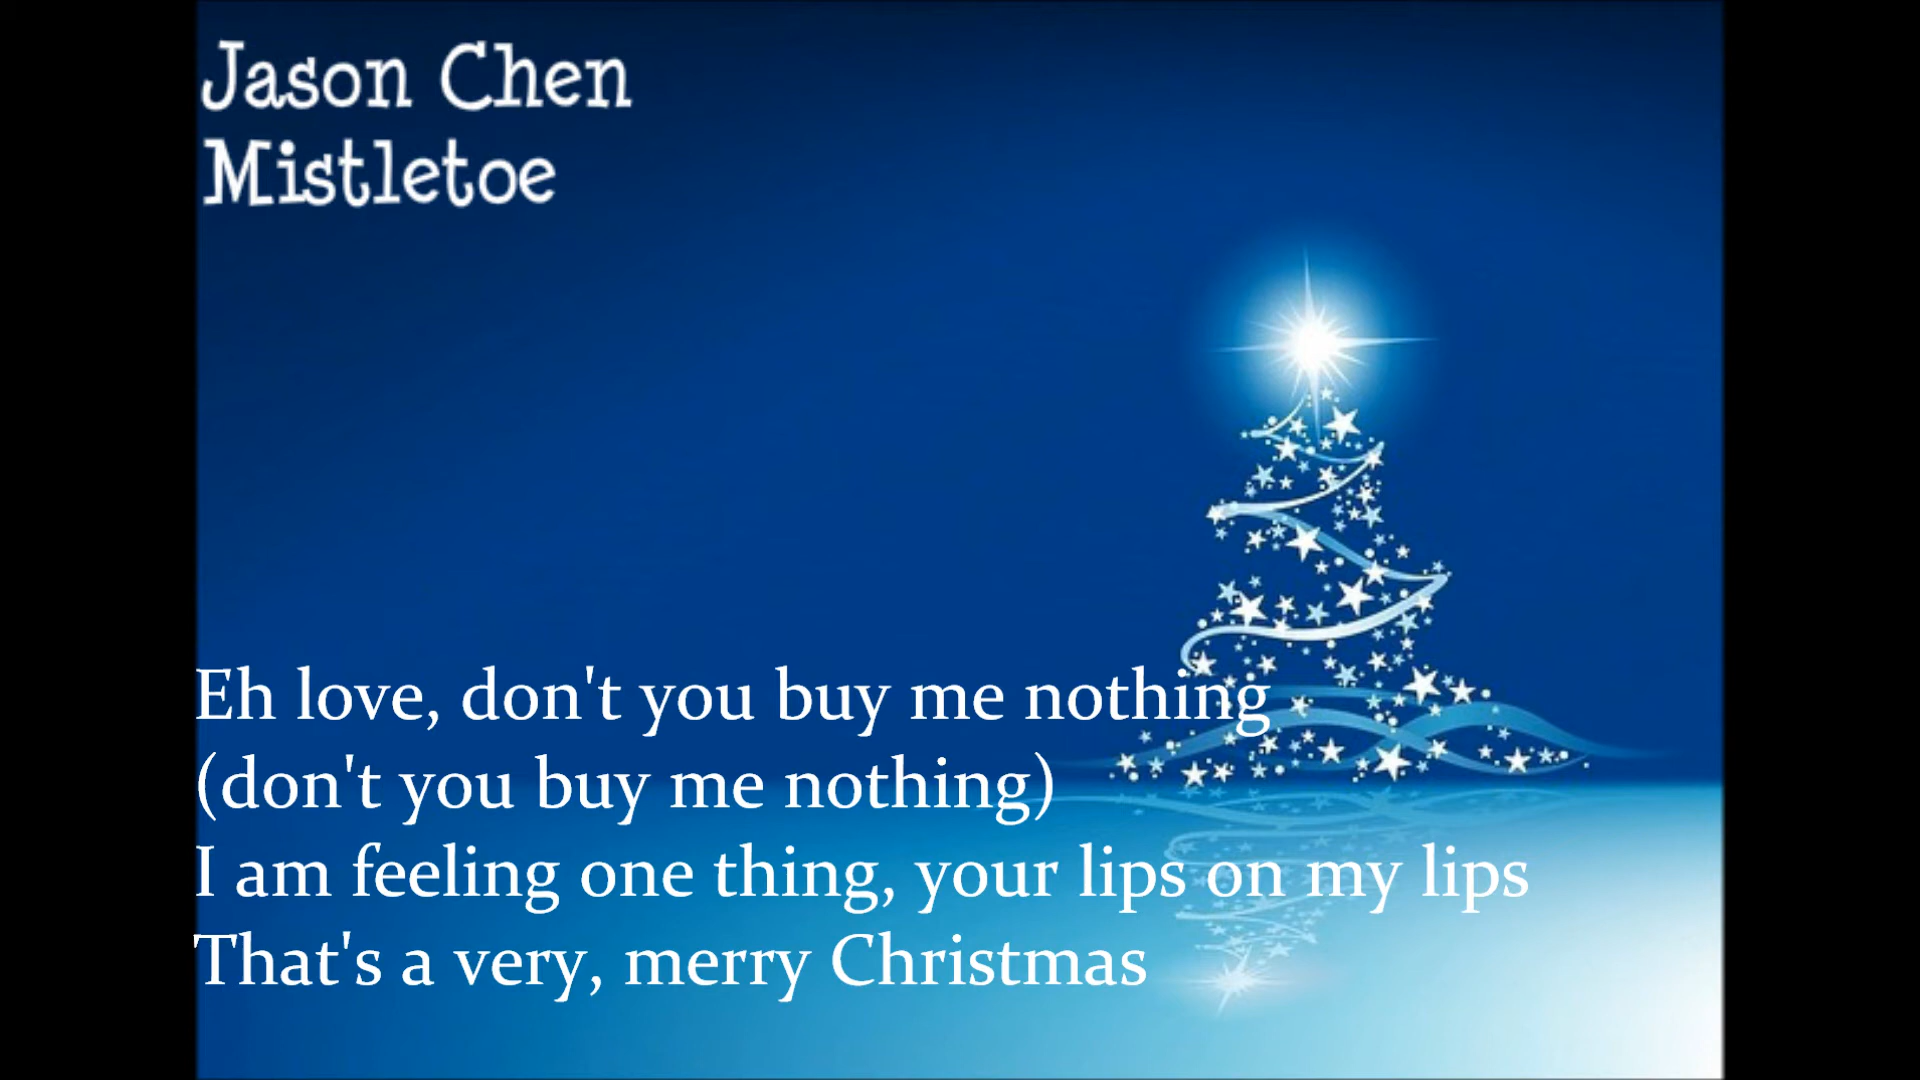 Jason Chen
Mistletoe
Eh love, don't you buy me nothing
(don't you buy me nothing)
I am feeling one thing, your lips on my lips
That's a very, merry Christmas